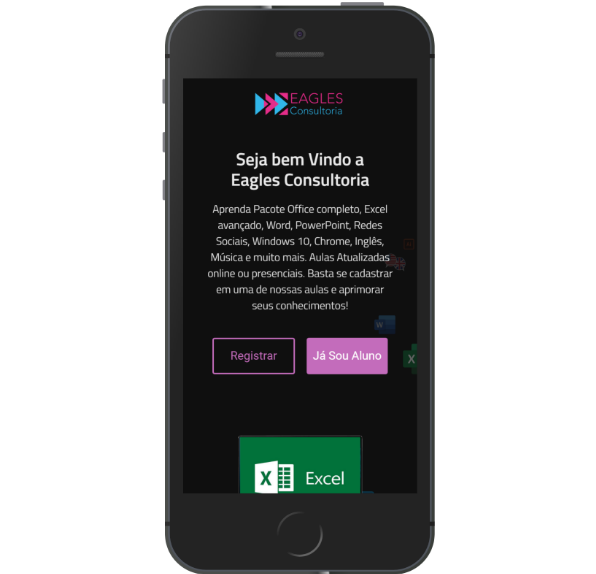 EAGLES
Consultoria
Seja bem Vindo a
Eagles Consultoria
Aprenda Pacote Office completo, Excel
avançado, Word, PowerPoint, Redes
Sociais, Windows 10, Chrome, Inglês,
Música e muito mais. Aulas Atualizadas
online ou presenciais. Basta se cadastrar
em uma de nossas aulas e aprimorar
seus conhecimentos!
W
X
Registrar
Já Sou Aluno
X
Excel